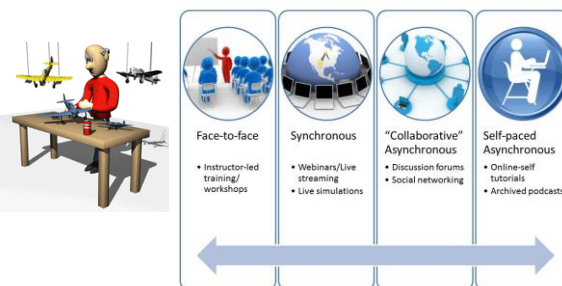 Face-to-face
• Instructor-led
training/
workshops
Synchronous
• Webinars/Live
streaming
• Live simulations
“Collaborative”
Asynchronous
• Discussion forums
• Social networking
Self-paced
Asynchronous
• Online-self
tutorials
• Archived podcasts